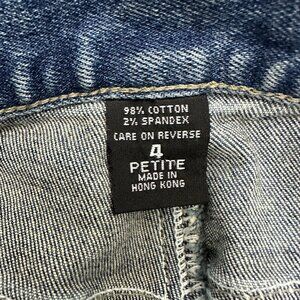 98% COTTON
2% SPANDEX
CARE ON REVERSE
4
PETITE
MADE IN
HONG KONG